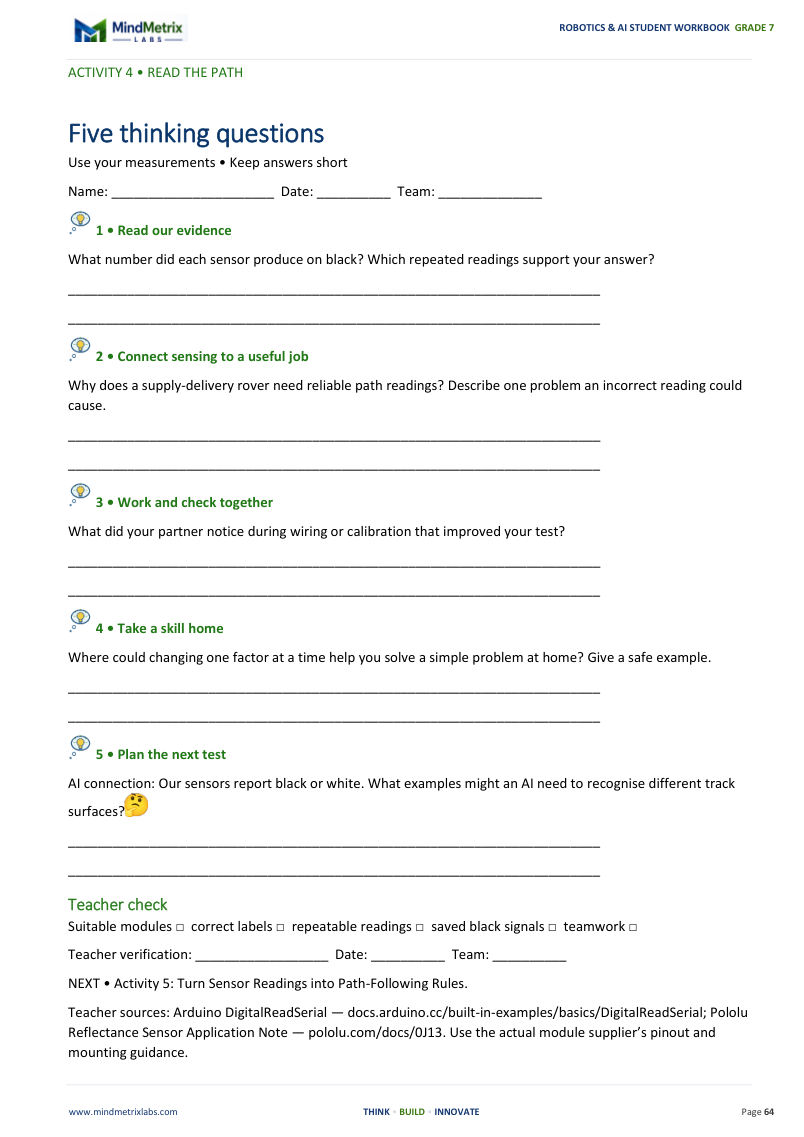 MindMetrix
LABS
ROBOTICS & AI STUDENT WORKBOOK GRADE 7
ACTIVITY 4 • READ THE PATH
Five thinking questions
Use your measurements • Keep answers short
Name: ______________________ Date: __________ Team: ______________
1 • Read our evidence
What number did each sensor produce on black? Which repeated readings support your answer?
________________________________________________________________________
________________________________________________________________________
2 • Connect sensing to a useful job
Why does a supply-delivery rover need reliable path readings? Describe one problem an incorrect reading could
cause.
________________________________________________________________________
________________________________________________________________________
3 • Work and check together
What did your partner notice during wiring or calibration that improved your test?
________________________________________________________________________
________________________________________________________________________
4 • Take a skill home
Where could changing one factor at a time help you solve a simple problem at home? Give a safe example.
________________________________________________________________________
________________________________________________________________________
5 • Plan the next test
AI connection: Our sensors report black or white. What examples might an AI need to recognise different track
surfaces?🤔
________________________________________________________________________
________________________________________________________________________
Teacher check
Suitable modules □ correct labels □ repeatable readings □ saved black signals □ teamwork □
Teacher verification: __________________ Date: __________ Team: __________
NEXT • Activity 5: Turn Sensor Readings into Path-Following Rules.
Teacher sources: Arduino DigitalReadSerial — docs.arduino.cc/built-in-examples/basics/DigitalReadSerial; Pololu
Reflectance Sensor Application Note — pololu.com/docs/0J13. Use the actual module supplier’s pinout and
mounting guidance.
www.mindmetrixlabs.com
THINK • BUILD • INNOVATE
Page 64